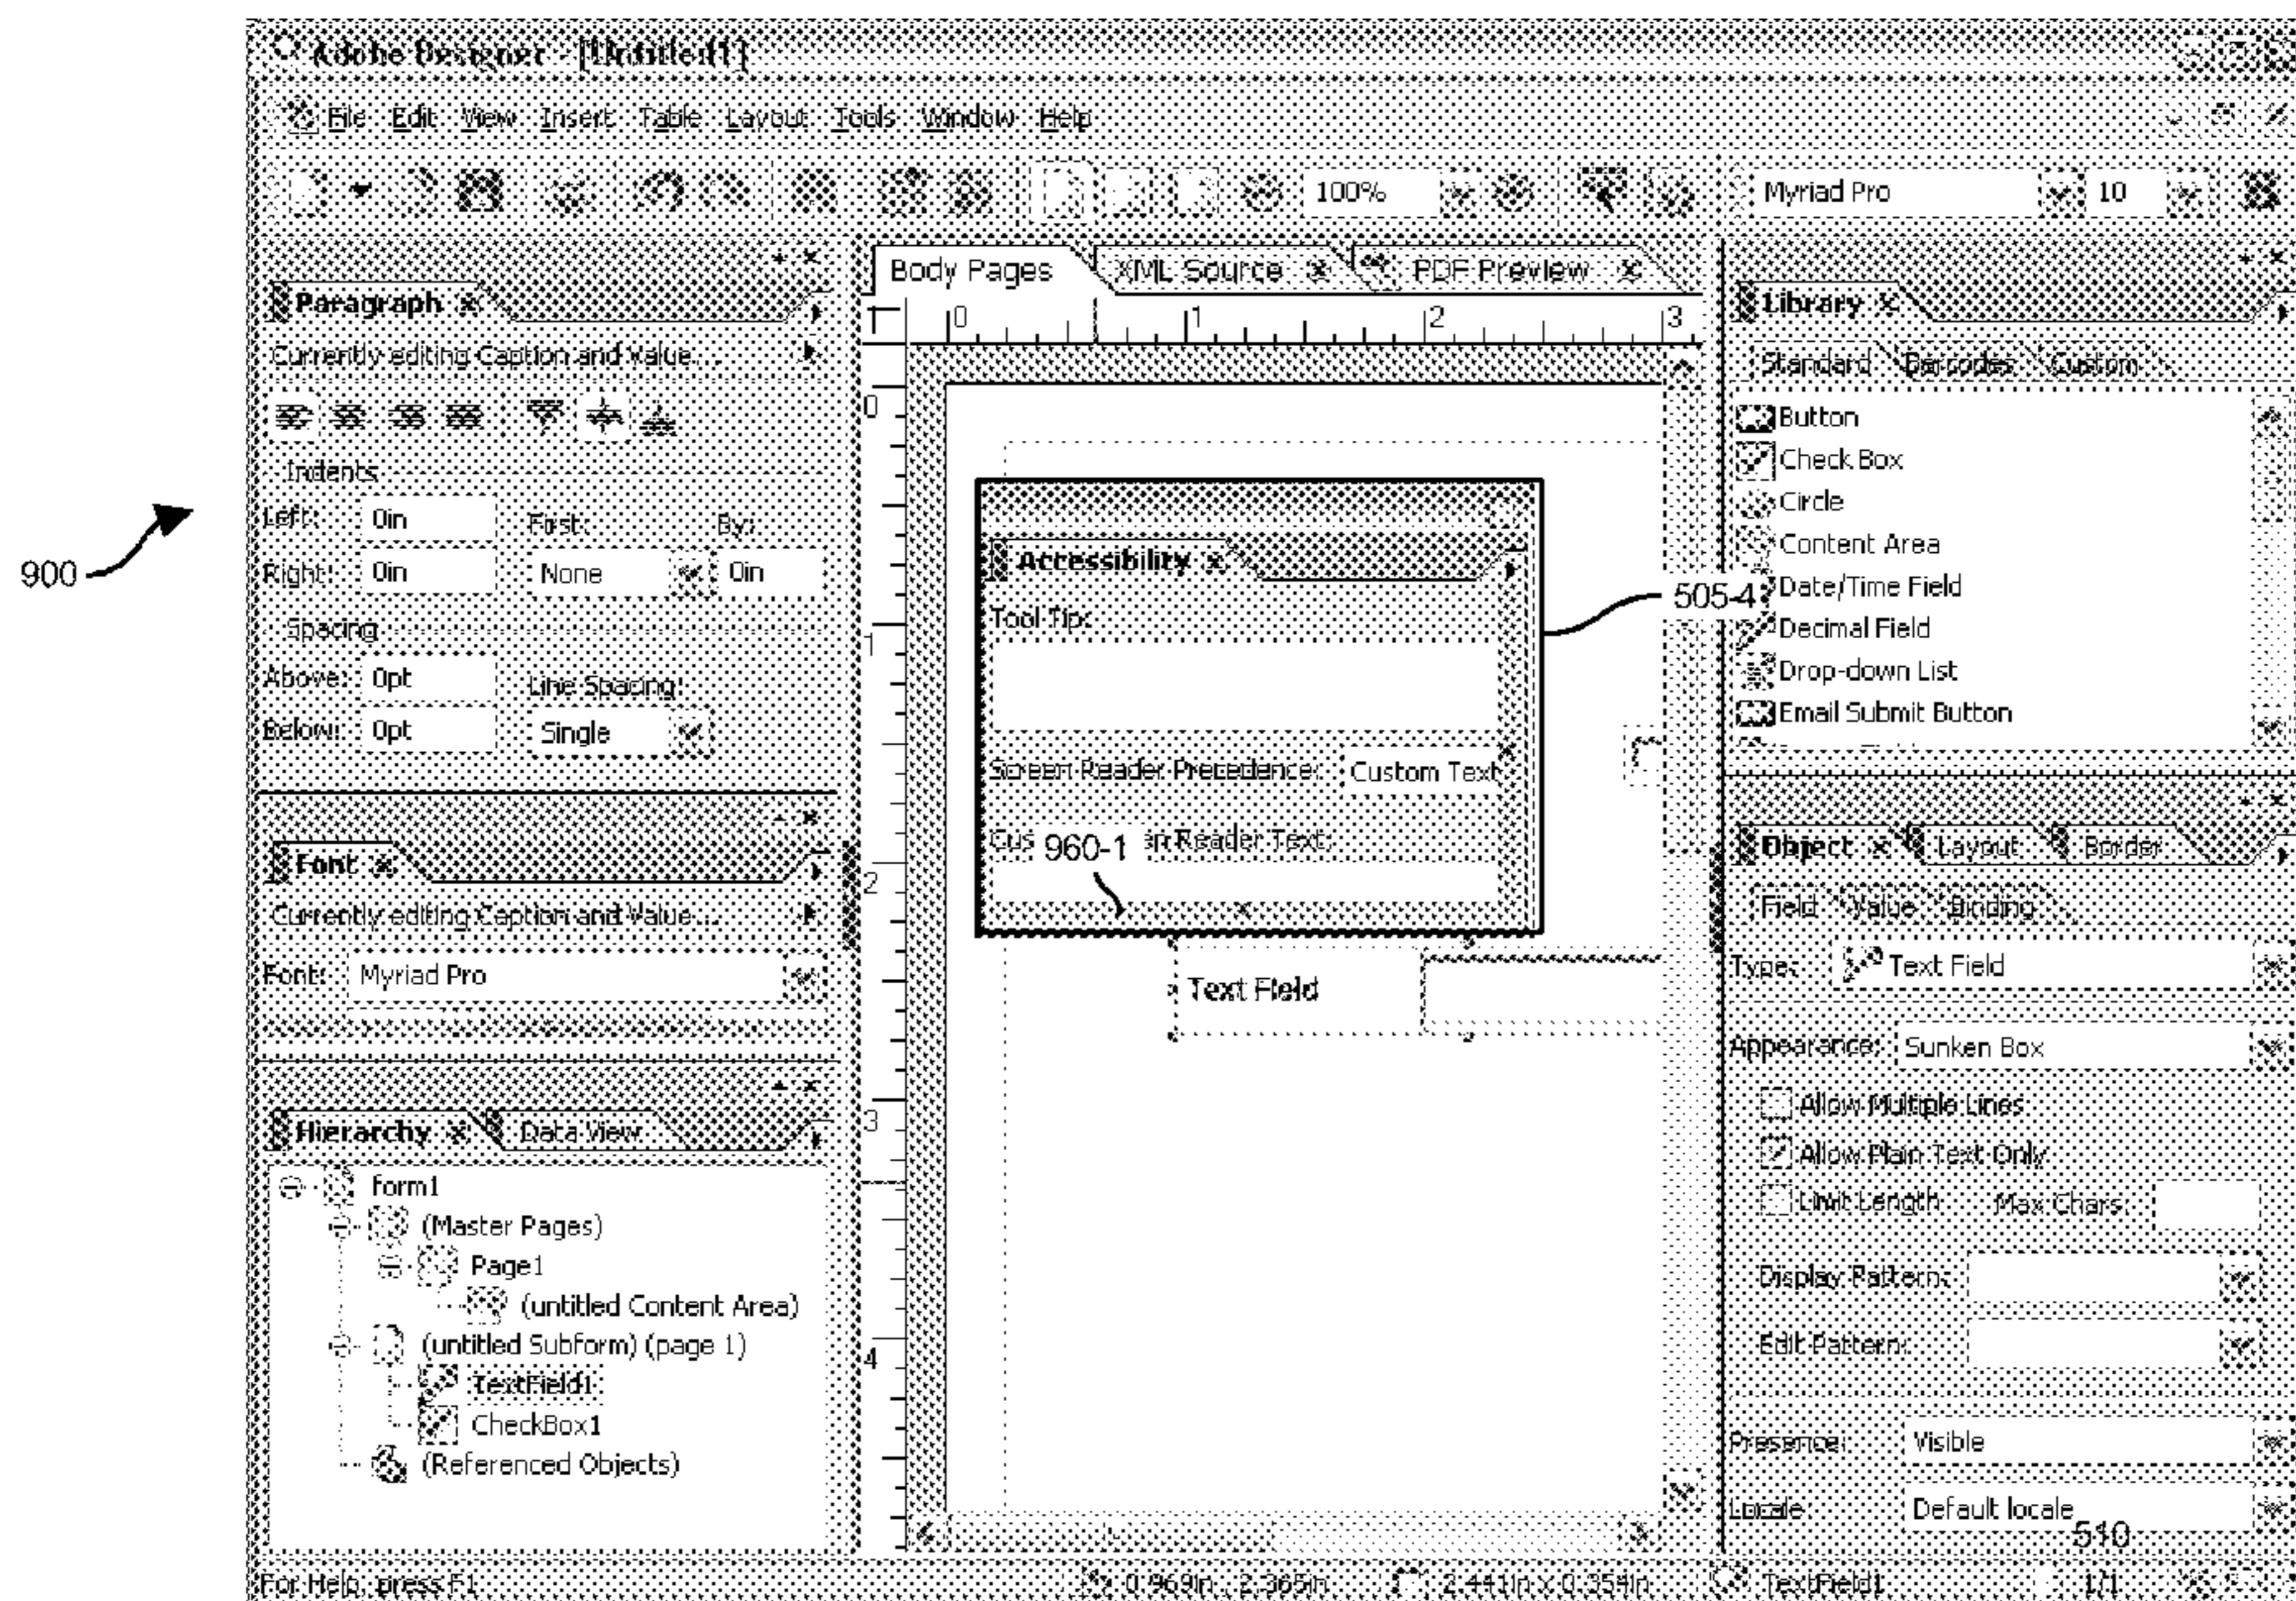 Adobe Designer - [Untitled1]
File Edit View Insert Table Layout Tools Window Help
100%
Myriad Pro
10
Paragraph
Currently editing Caption and Value...
Indents
Left: 0in First: By:
Right: 0in None 0in
Spacing
Above: 0pt Line Spacing:
Below: 0pt Single
Font
Currently editing Caption and Value...
Font: Myriad Pro
Hierarchy Data View
form1
(Master Pages)
Page1
(untitled Content Area)
(untitled Subform) (page 1)
TextField1
CheckBox1
(Referenced Objects)
900
Body Pages XML Source PDF Preview
0 1 2 3
0
1
2
3
4
Accessibility
Tool Tip:
Screen Reader Precedence: Custom Text
Cus 960-1 en Reader Text:
505-4
Text Field
Library
Standard Barcodes Custom
Button
Check Box
Circle
Content Area
Date/Time Field
Decimal Field
Drop-down List
Email Submit Button
Object Layout Border
Field Value Binding
Type: Text Field
Appearance: Sunken Box
Allow Multiple Lines
Allow Plain Text Only
Limit Length Max Chars:
Display Pattern:
Edit Pattern:
Presence: Visible
Locale: Default locale
510
For Help, press F1
0.969in, 2.365in
2.441in x 0.354in
TextField1
1/1